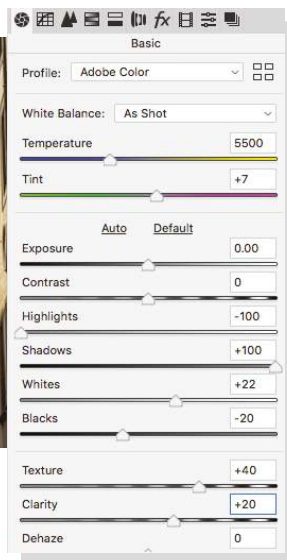 fx
Basic
Profile: Adobe Color
White Balance: As Shot
Temperature 5500
Tint +7
Auto Default
Exposure 0.00
Contrast 0
Highlights -100
Shadows +100
Whites +22
Blacks -20
Texture +40
Clarity +20
Dehaze 0